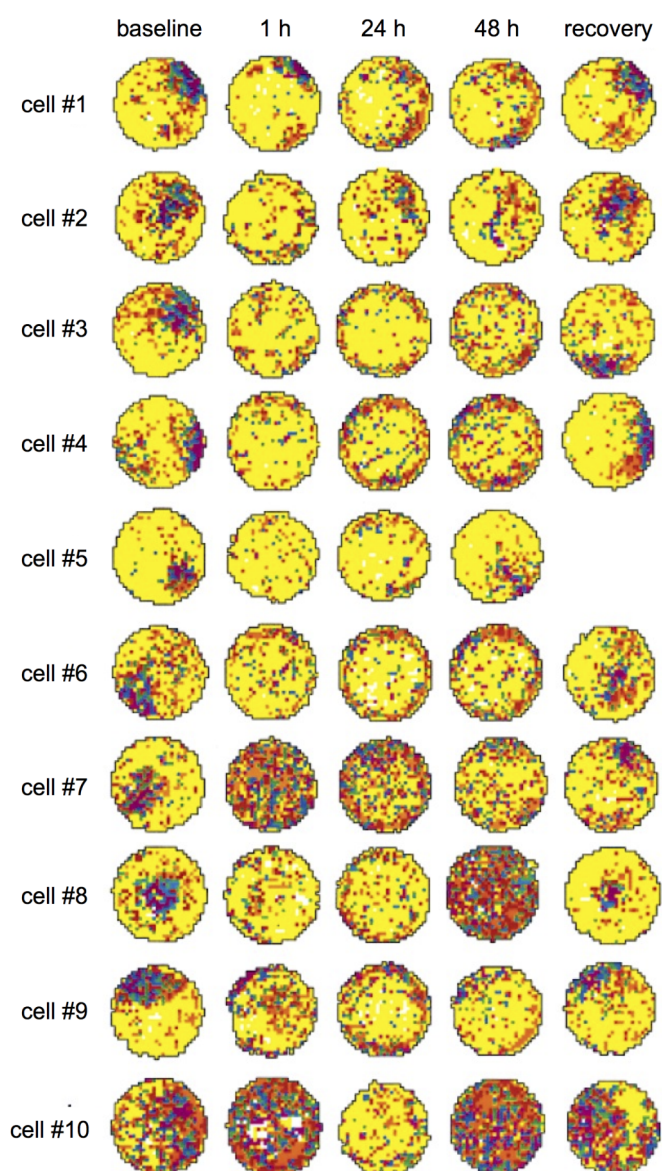 baseline 1 h 24 h 48 h recovery
cell #1
cell #2
cell #3
cell #4
cell #5
cell #6
cell #7
cell #8
cell #9
cell #10